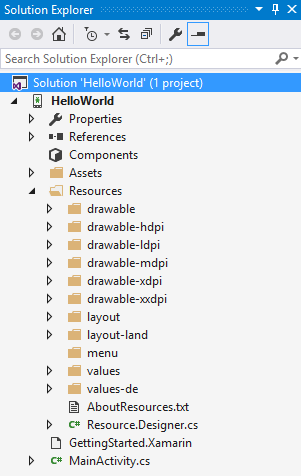 Solution Explorer
Search Solution Explorer (Ctrl+;)
Solution 'HelloWorld' (1 project)
HelloWorld
Properties
References
Components
Assets
Resources
drawable
drawable-hdpi
drawable-ldpi
drawable-mdpi
drawable-xdpi
drawable-xxdpi
layout
layout-land
menu
values
values-de
AboutResources.txt
C# Resource.Designer.cs
GettingStarted.Xamarin
C# MainActivity.cs